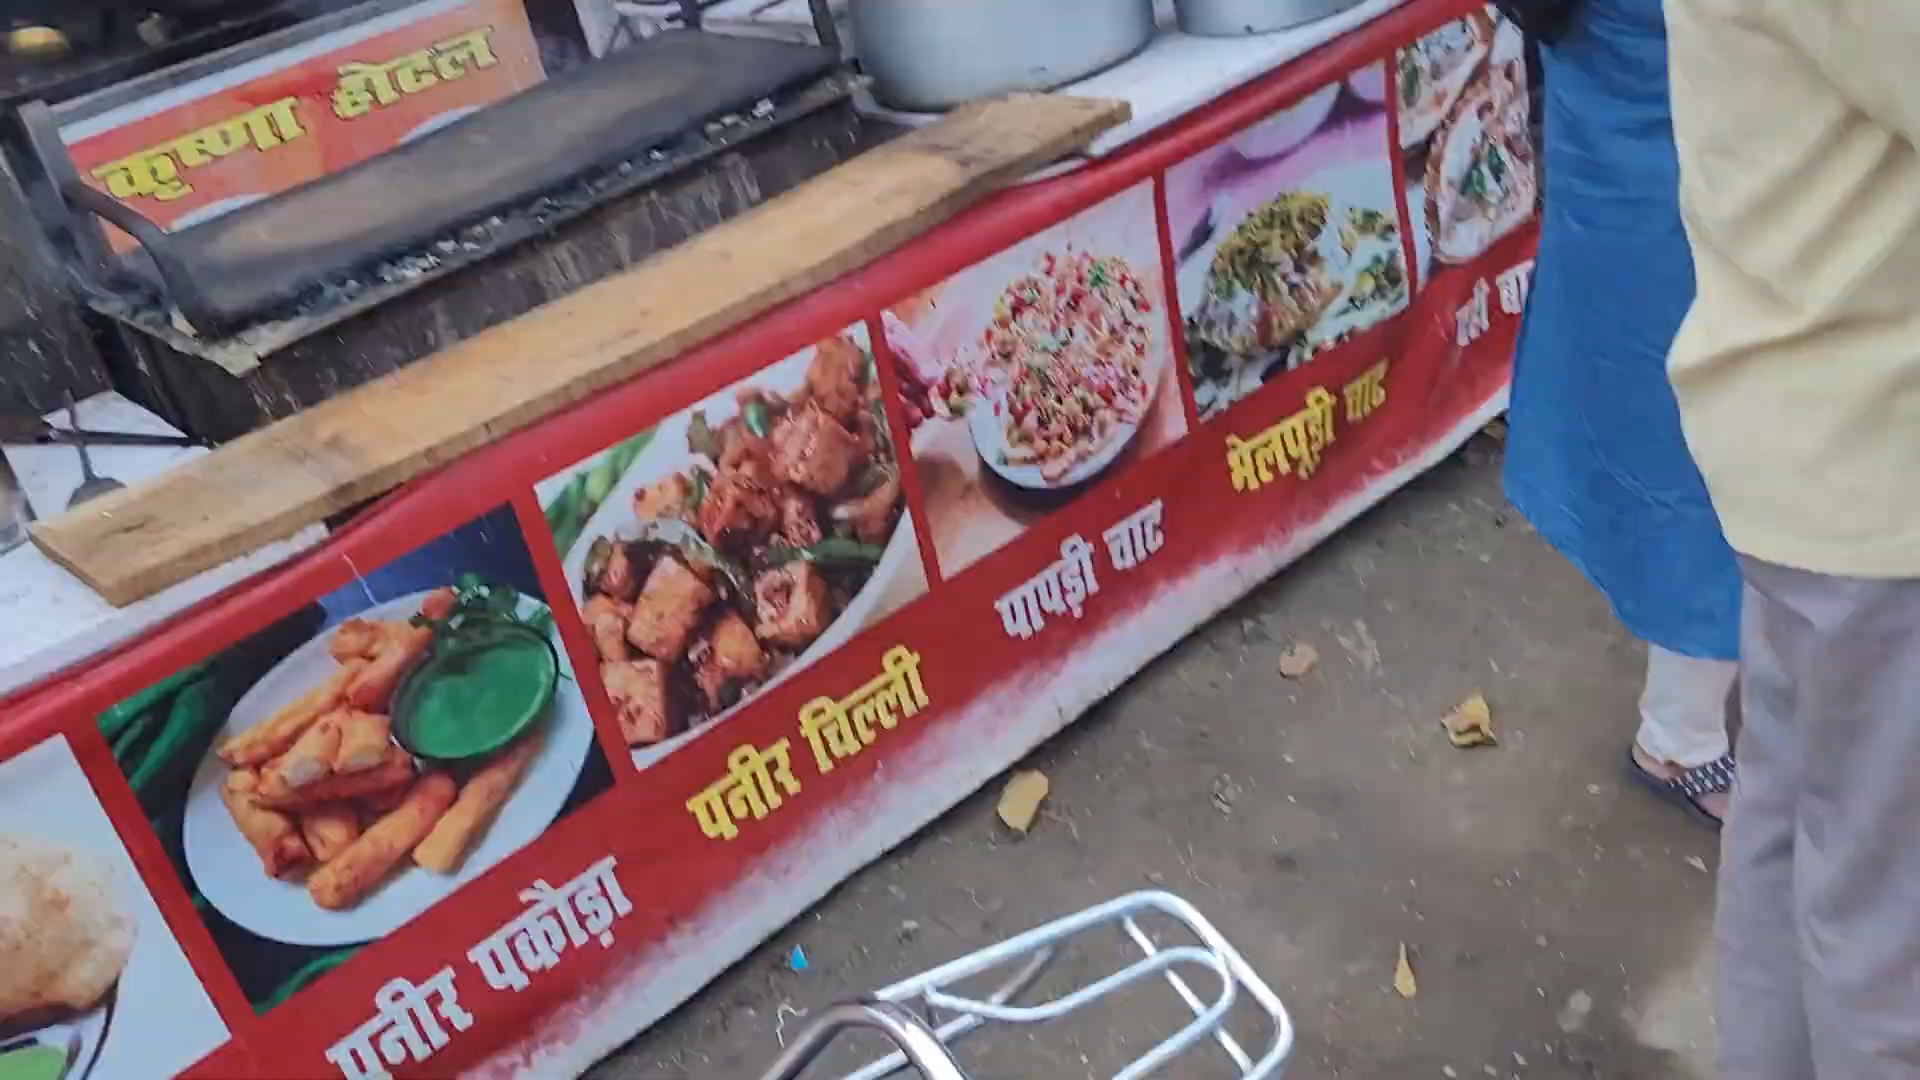 कृष्णा होटल
पनीर पकौड़ा
पनीर चिल्ली
पापड़ी चाट
भेलपूड़ी चाट